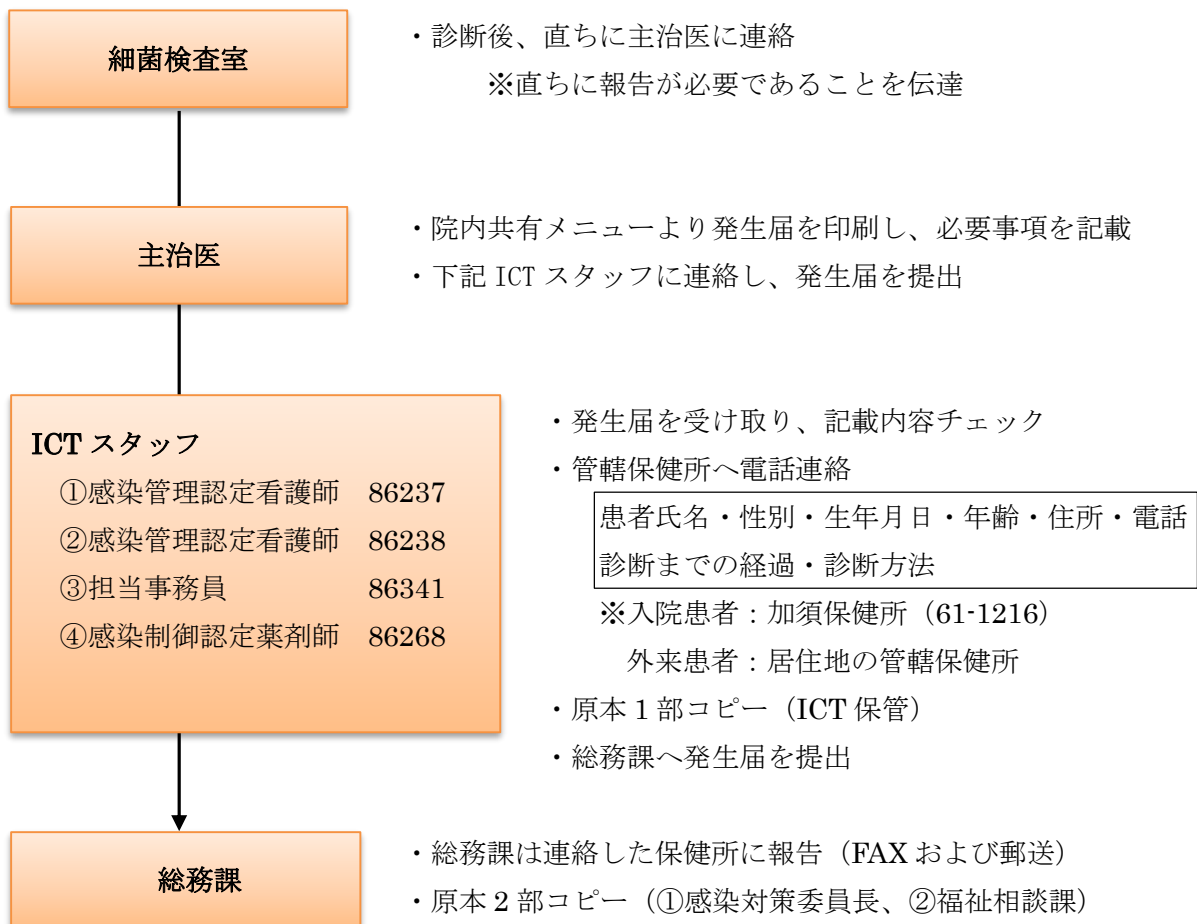 細菌検査室
・診断後、直ちに主治医に連絡
※直ちに報告が必要であることを伝達
主治医
・院内共有メニューより発生届を印刷し、必要事項を記載
・下記 ICT スタッフに連絡し、発生届を提出
ICT スタッフ
①感染管理認定看護師 86237
②感染管理認定看護師 86238
③担当事務員 86341
④感染制御認定薬剤師 86268
・発生届を受け取り、記載内容チェック
・管轄保健所へ電話連絡
患者氏名・性別・生年月日・年齢・住所・電話
診断までの経過・診断方法
※入院患者：加須保健所（61-1216）
外来患者：居住地の管轄保健所
・原本 1 部コピー（ICT 保管）
・総務課へ発生届を提出
総務課
・総務課は連絡した保健所に報告（FAX および郵送）
・原本 2 部コピー（①感染対策委員長、②福祉相談課）